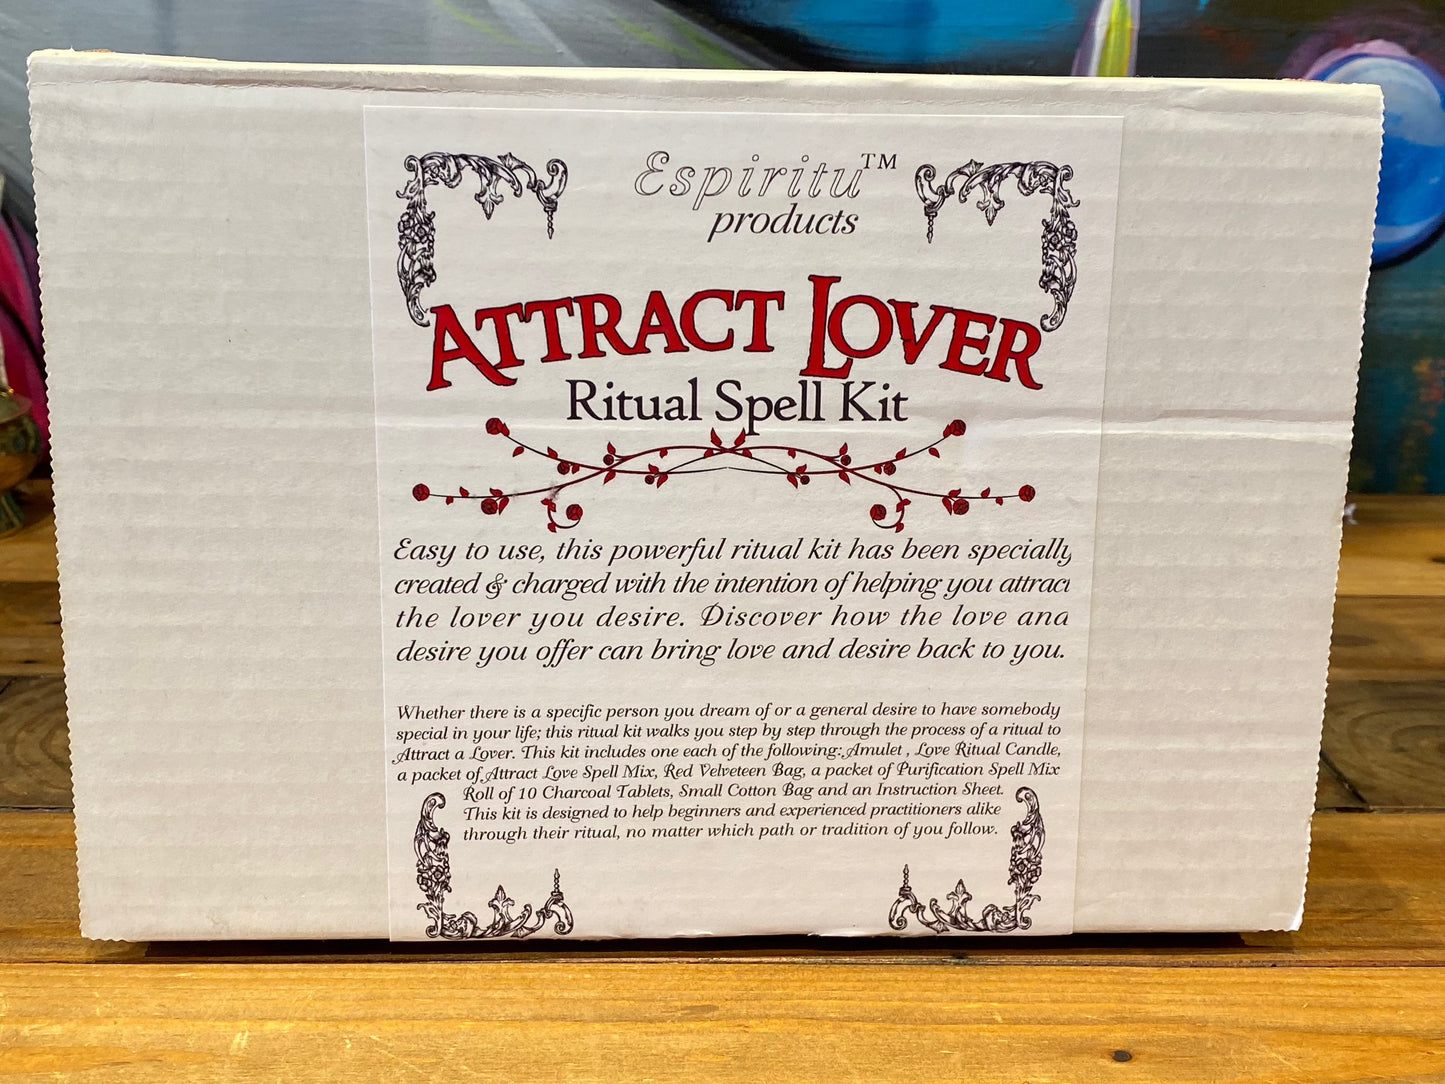 Espiritu™
products
ATTRACT LOVER
Ritual Spell Kit
Easy to use, this powerful ritual kit has been specially
created & charged with the intention of helping you attract
the lover you desire. Discover how the love and
desire you offer can bring love and desire back to you.
Whether there is a specific person you dream of or a general desire to have somebody
special in your life; this ritual kit walks you step by step through the process of a ritual to
Attract a Lover. This kit includes one each of the following: Amulet , Love Ritual Candle,
a packet of Attract Love Spell Mix, Red Velveteen Bag, a packet of Purification Spell Mix
Roll of 10 Charcoal Tablets, Small Cotton Bag and an Instruction Sheet.
This kit is designed to help beginners and experienced practitioners alike
through their ritual, no matter which path or tradition of you follow.